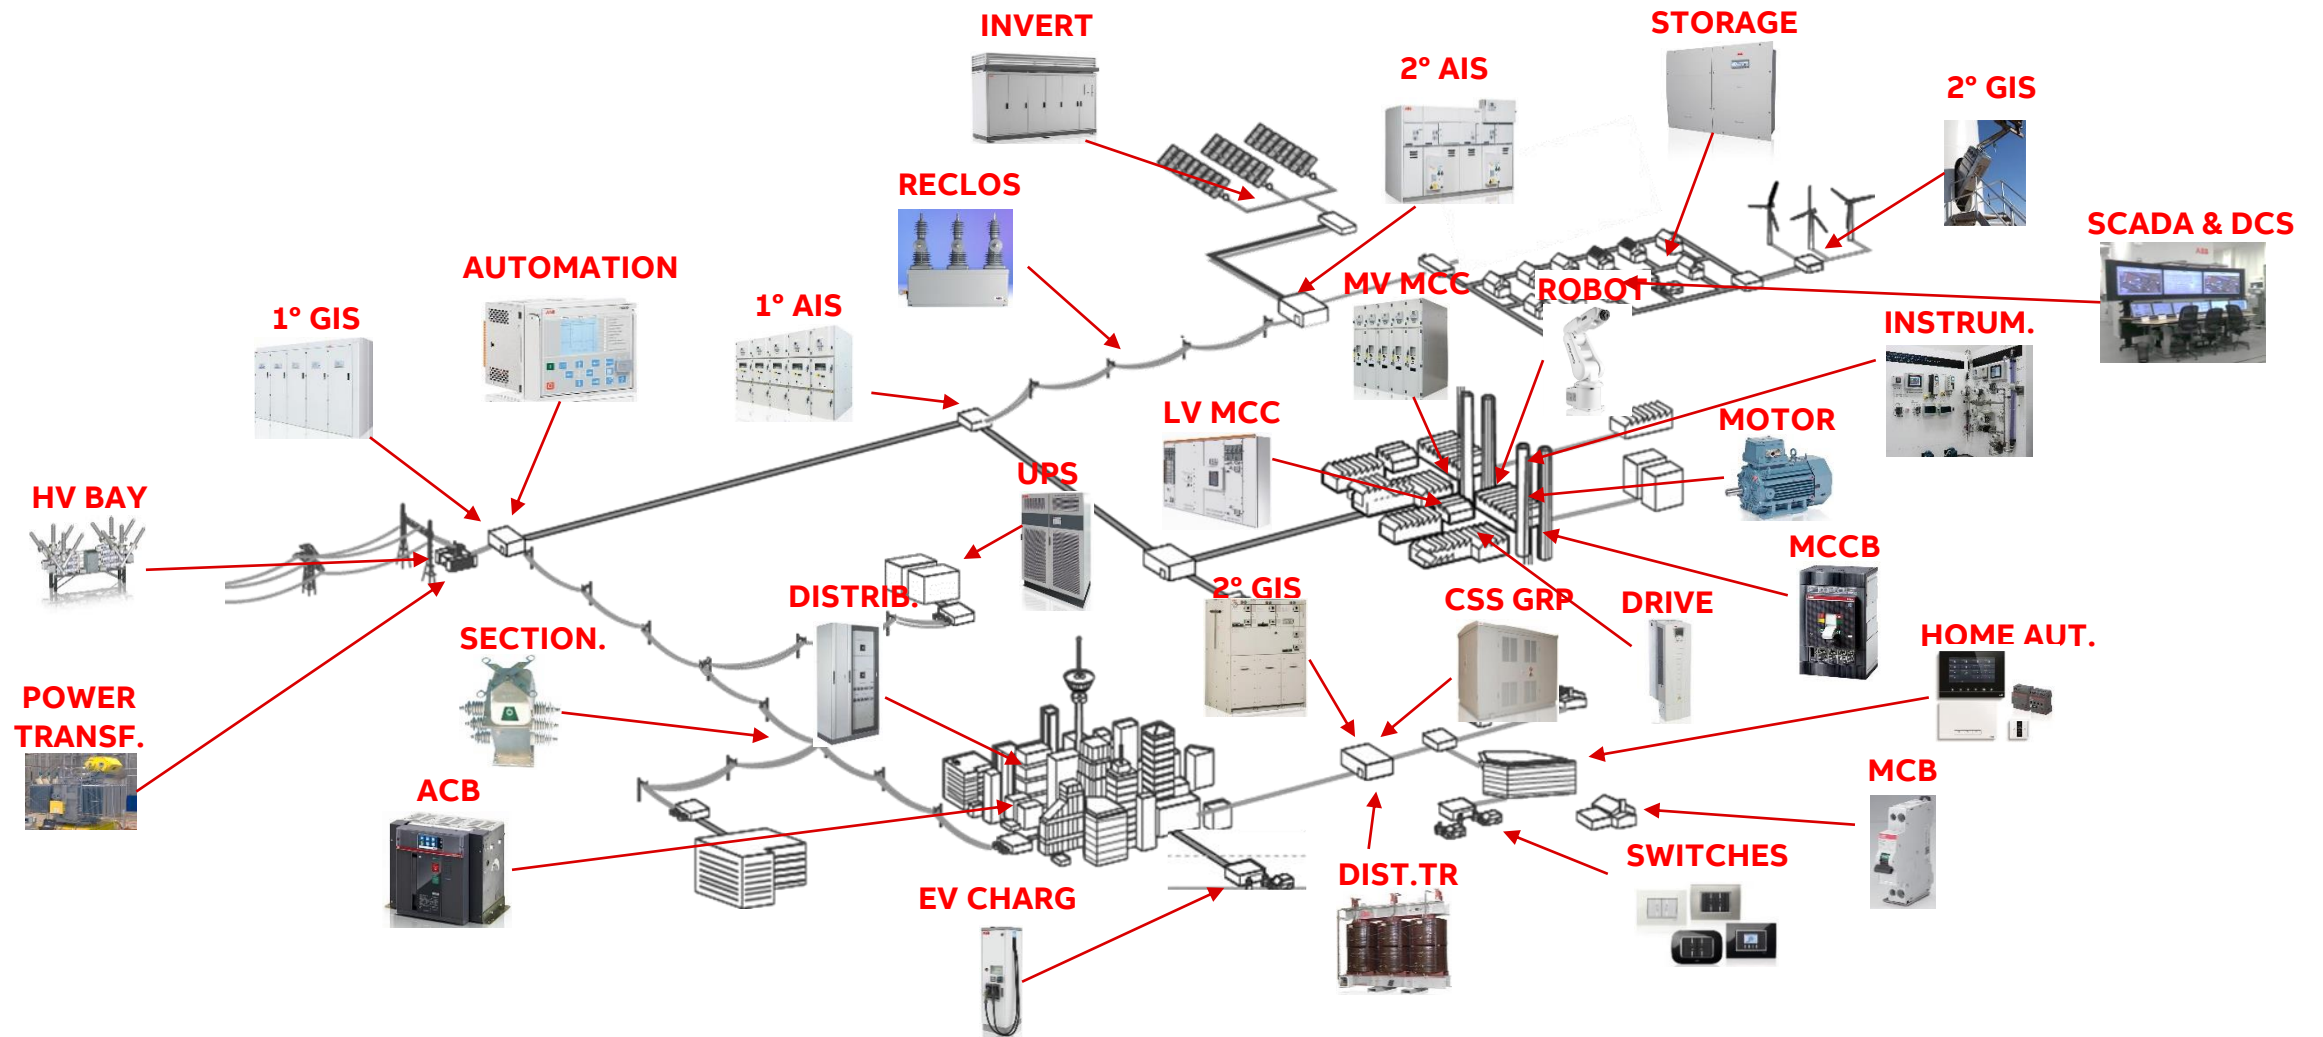 INVERT
STORAGE
2° AIS
2° GIS
RECLOS
SCADA & DCS
AUTOMATION
MV MCC
ROBOT
1° AIS
1° GIS
INSTRUM.
LV MCC
MOTOR
UPS
HV BAY
MCCB
2° GIS
DISTRIB.
CSS GRP
DRIVE
SECTION.
HOME AUT.
POWER
TRANSF.
MCB
ACB
SWITCHES
DIST.TR
EV CHARG